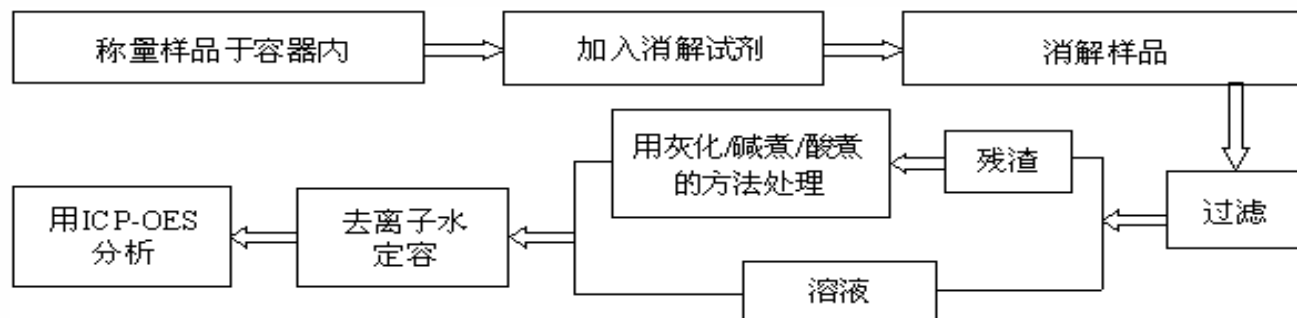 称量样品于容器内
加入消解试剂
消解样品
过滤
残渣
用灰化/碱煮/酸煮
的方法处理
溶液
去离子水
定容
用ICP-OES
分析